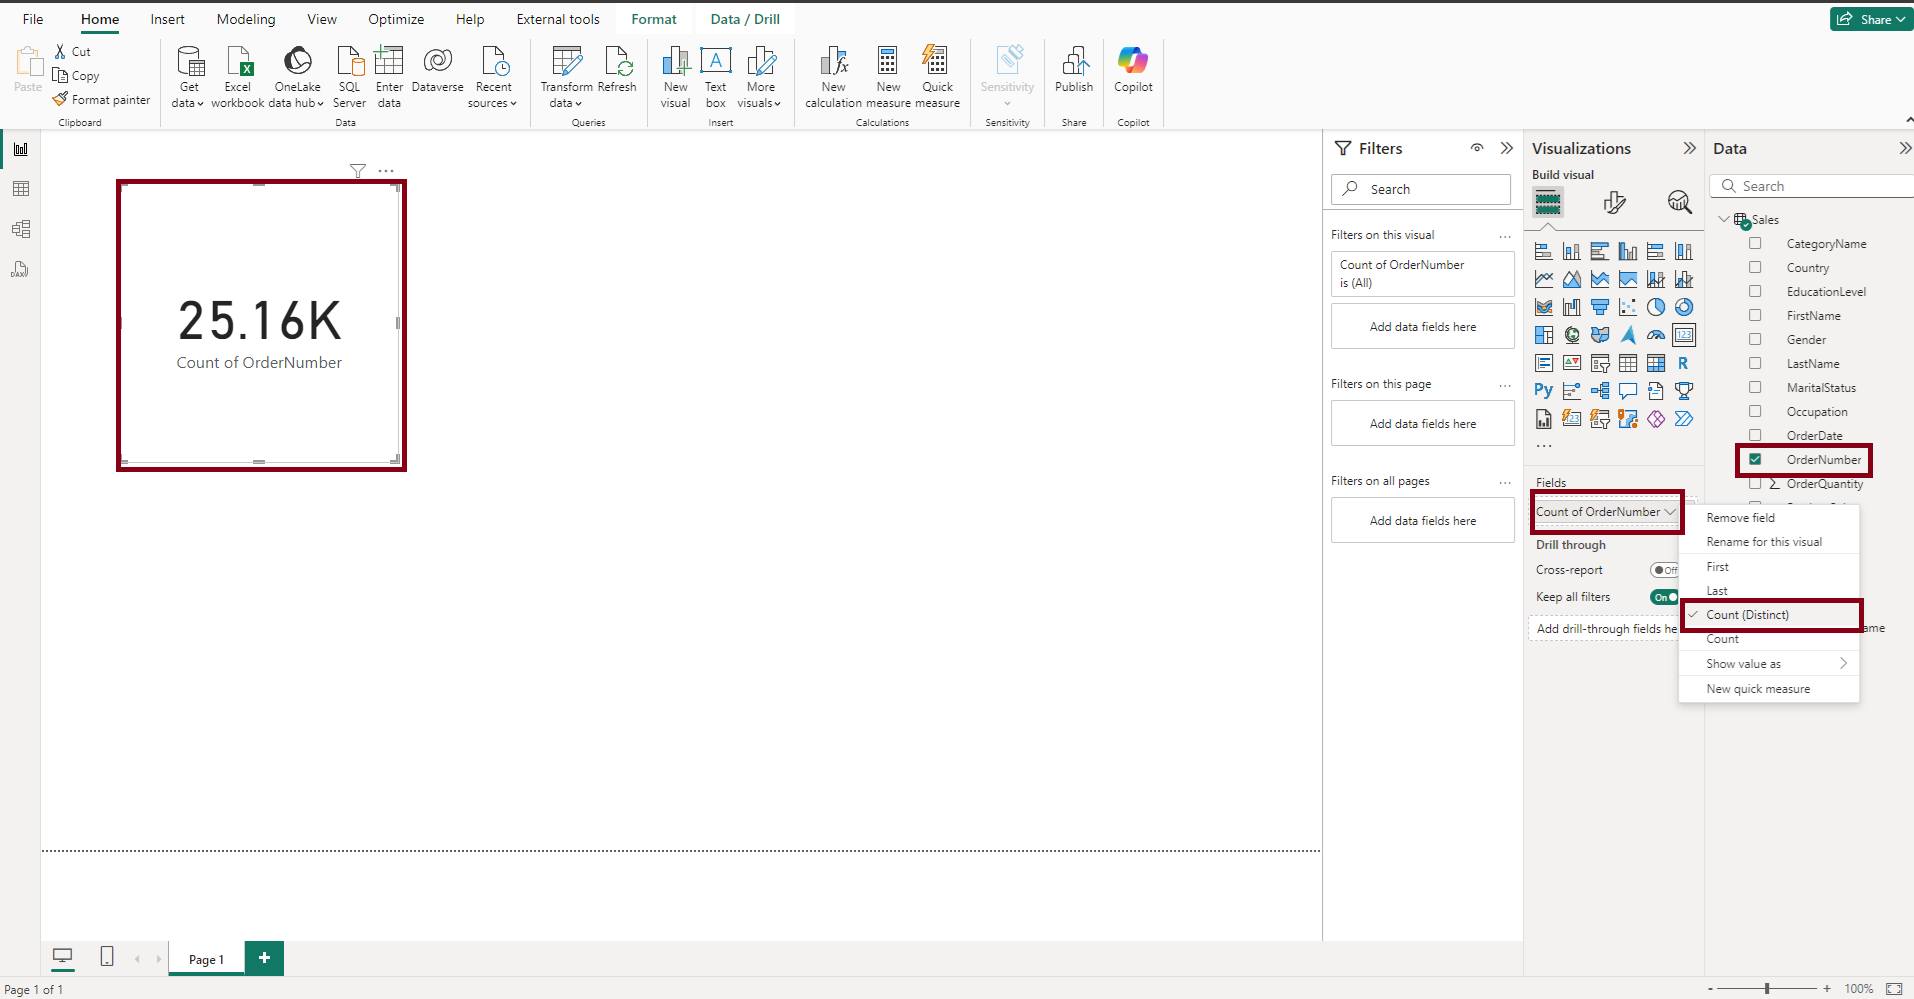 File Home Insert Modeling View Optimize Help External tools Format Data / Drill Share
Paste
Cut
Copy
Format painter
Clipboard
Get data
Excel workbook
OneLake data hub
SQL Server
Enter data
Dataverse
Recent sources
Data
Transform data
Refresh
Queries
New visual
Text box
More visuals
Insert
New calculation
New measure
Quick measure
Calculations
Sensitivity
Sensitivity
Publish
Share
Copilot
Copilot
25.16K
Count of OrderNumber
Filters
Search
Filters on this visual
Count of OrderNumber
is (All)
Add data fields here
Filters on this page
Add data fields here
Filters on all pages
Add data fields here
Visualizations
Build visual
123
R
Py
Fields
Count of OrderNumber
Drill through
Cross-report
Off
Keep all filters
On
Add drill-through fields he
Remove field
Rename for this visual
First
Last
Count (Distinct)
Count
Show value as
New quick measure
Data
Search
Sales
CategoryName
Country
EducationLevel
FirstName
Gender
LastName
MaritalStatus
Occupation
OrderDate
OrderNumber
OrderQuantity
ame
Page 1
Page 1 of 1
- + 100%